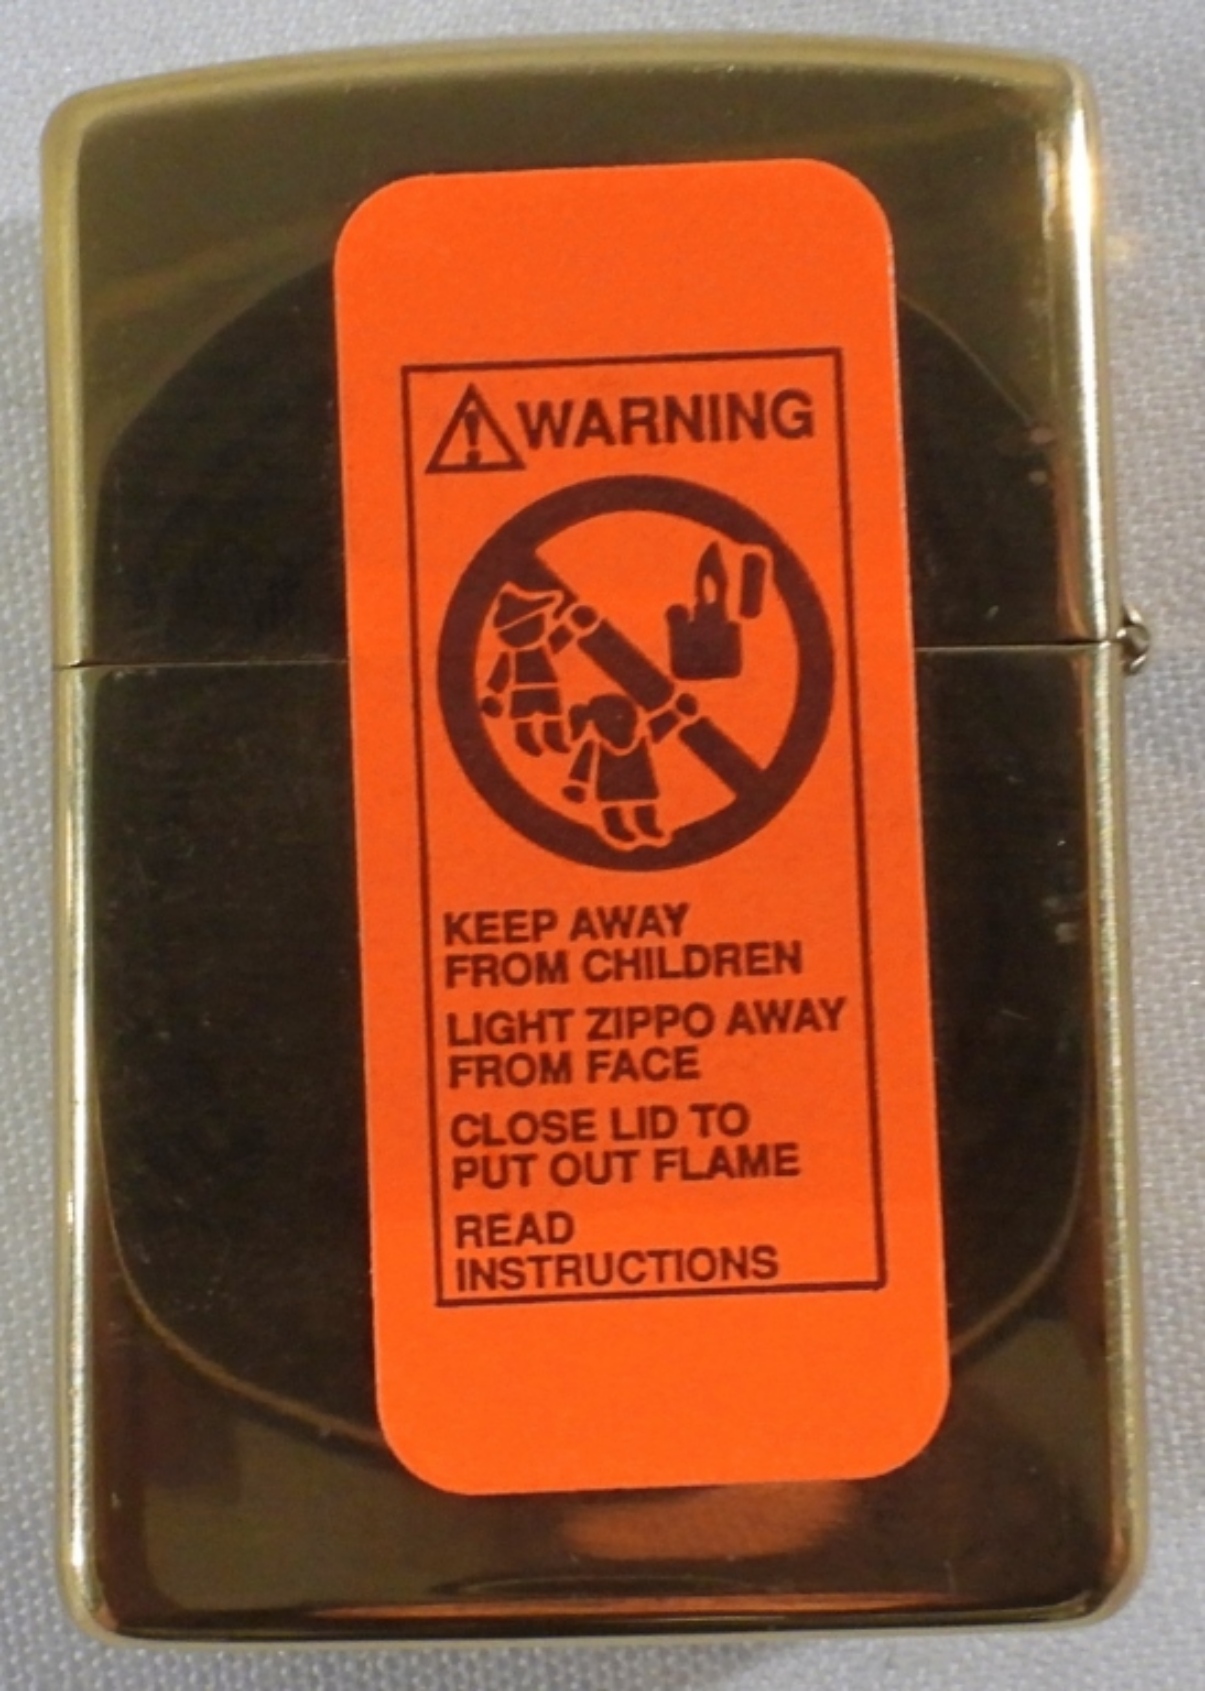 WARNING
KEEP AWAY
FROM CHILDREN
LIGHT ZIPPO AWAY
FROM FACE
CLOSE LID TO
PUT OUT FLAME
READ
INSTRUCTIONS